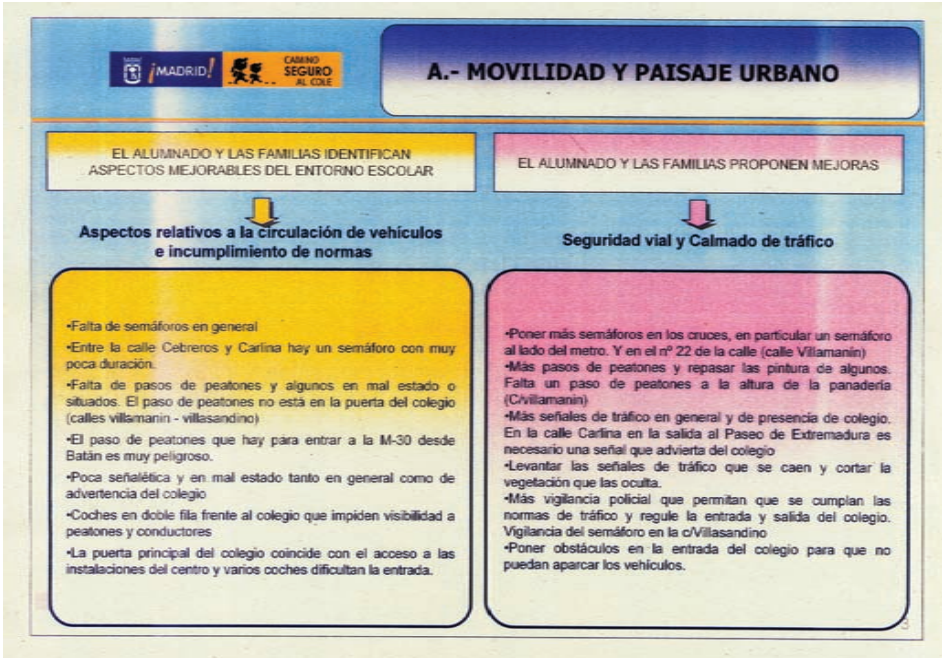 ¡MADRID!
CAMINO
SEGURO
AL COLE
A.- MOVILIDAD Y PAISAJE URBANO
EL ALUMNADO Y LAS FAMILIAS IDENTIFICAN
ASPECTOS MEJORABLES DEL ENTORNO ESCOLAR
Aspectos relativos a la circulación de vehículos
e incumplimiento de normas
•Falta de semáforos en general
•Entre la calle Cebreros y Carlina hay un semáforo con muy
poca duración.
•Falta de pasos de peatones y algunos en mal estado o
situados. El paso de peatones no está en la puerta del colegio
(calles villamanin - villasandino)
•El paso de peatones que hay para entrar a la M-30 desde
Batán es muy peligroso.
•Poca señalética y en mal estado tanto en general como de
advertencia del colegio
•Coches en doble fila frente al colegio que impiden visibilidad a
peatones y conductores
•La puerta principal del colegio coincide con el acceso a las
instalaciones del centro y varios coches dificultan la entrada.
EL ALUMNADO Y LAS FAMILIAS PROPONEN MEJORAS
Seguridad vial y Calmado de tráfico
•Poner más semáforos en los cruces, en particular un semáforo
al lado del metro. Y en el nº 22 de la calle (calle Villamanín)
•Más pasos de peatones y repasar las pintura de algunos.
Falta un paso de peatones a la altura de la panadería
(C/villamanin)
•Más señales de tráfico en general y de presencia de colegio.
En la calle Carlina en la salida al Paseo de Extremadura es
necesario una señal que advierta del colegio
•Levantar las señales de tráfico que se caen y cortar la
vegetación que las oculta.
•Más vigilancia policial que permitan que se cumplan las
normas de tráfico y regule la entrada y salida del colegio.
Vigilancia del semáforo en la c/Villasandino
•Poner obstáculos en la entrada del colegio para que no
puedan aparcar los vehículos.